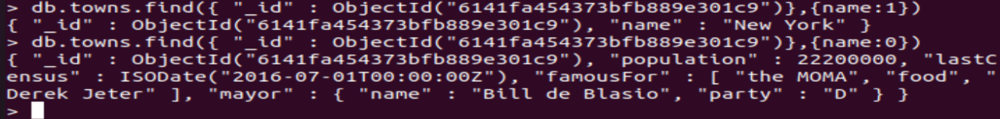 > db.towns.find({ "_id" : ObjectId("6141fa454373bfb889e301c9")},{name:1})
{ "_id" : ObjectId("6141fa454373bfb889e301c9"), "name" : "New York" }
> db.towns.find({ "_id" : ObjectId("6141fa454373bfb889e301c9")},{name:0})
{ "_id" : ObjectId("6141fa454373bfb889e301c9"), "population" : 22200000, "lastC
ensus" : ISODate("2016-07-01T00:00:00Z"), "famousFor" : [ "the MOMA", "food", "
Derek Jeter" ], "mayor" : { "name" : "Bill de Blasio", "party" : "D" } }
>